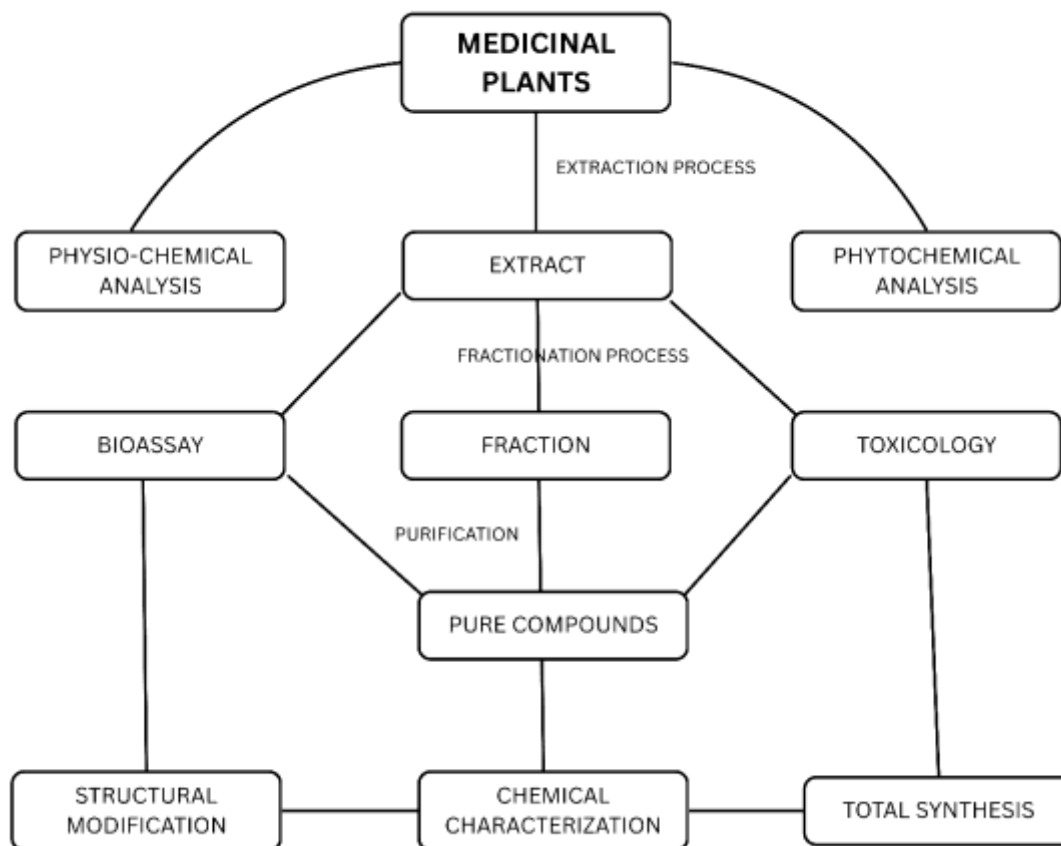 MEDICINAL
PLANTS
EXTRACTION PROCESS
PHYSIO-CHEMICAL
ANALYSIS
EXTRACT
PHYTOCHEMICAL
ANALYSIS
FRACTIONATION PROCESS
BIOASSAY
FRACTION
TOXICOLOGY
PURIFICATION
PURE COMPOUNDS
STRUCTURAL
MODIFICATION
CHEMICAL
CHARACTERIZATION
TOTAL SYNTHESIS